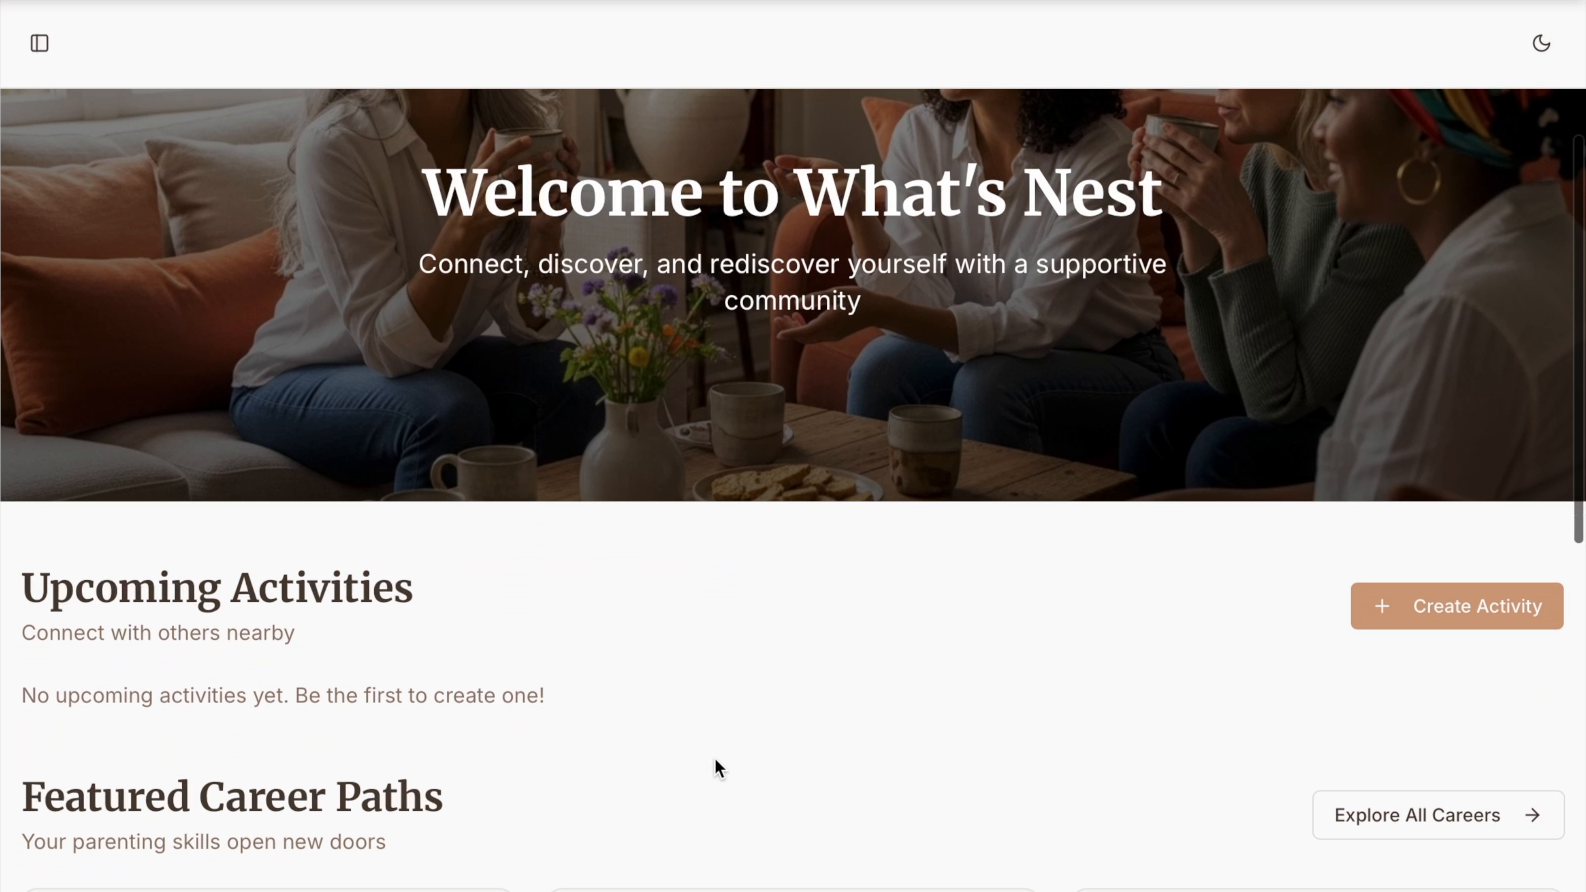 Welcome to What's Nest
Connect, discover, and rediscover yourself with a supportive
community
Upcoming Activities
Connect with others nearby
Create Activity
No upcoming activities yet. Be the first to create one!
Featured Career Paths
Your parenting skills open new doors
Explore All Careers